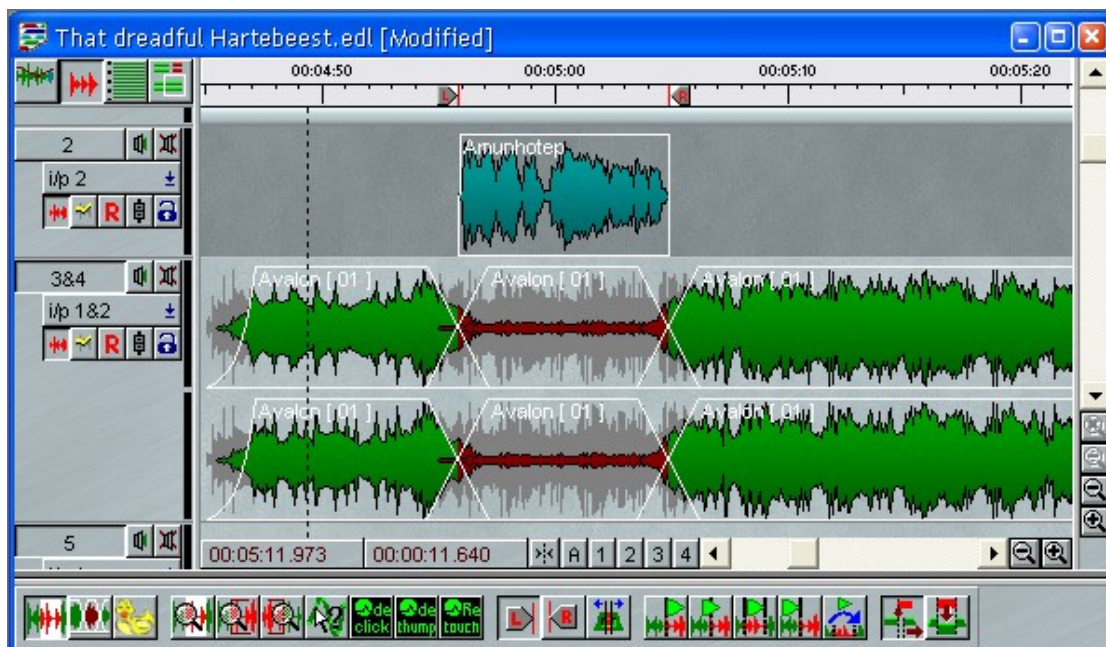 That dreadful Hartebeest.edl [Modified]
00:04:50 00:05:00 00:05:10 00:05:20
L R
2
Amunhotep
i/p 2
R
3&4
Avalon [ 01 ] Avalon [ 01 ] Avalon [ 01 ]
i/p 1&2
R
Avalon [ 01 ] Avalon [ 01 ] Avalon [ 01 ]
5
00:05:11.973 00:00:11.640 A 1 2 3 4
? de click de thump Re touch L R